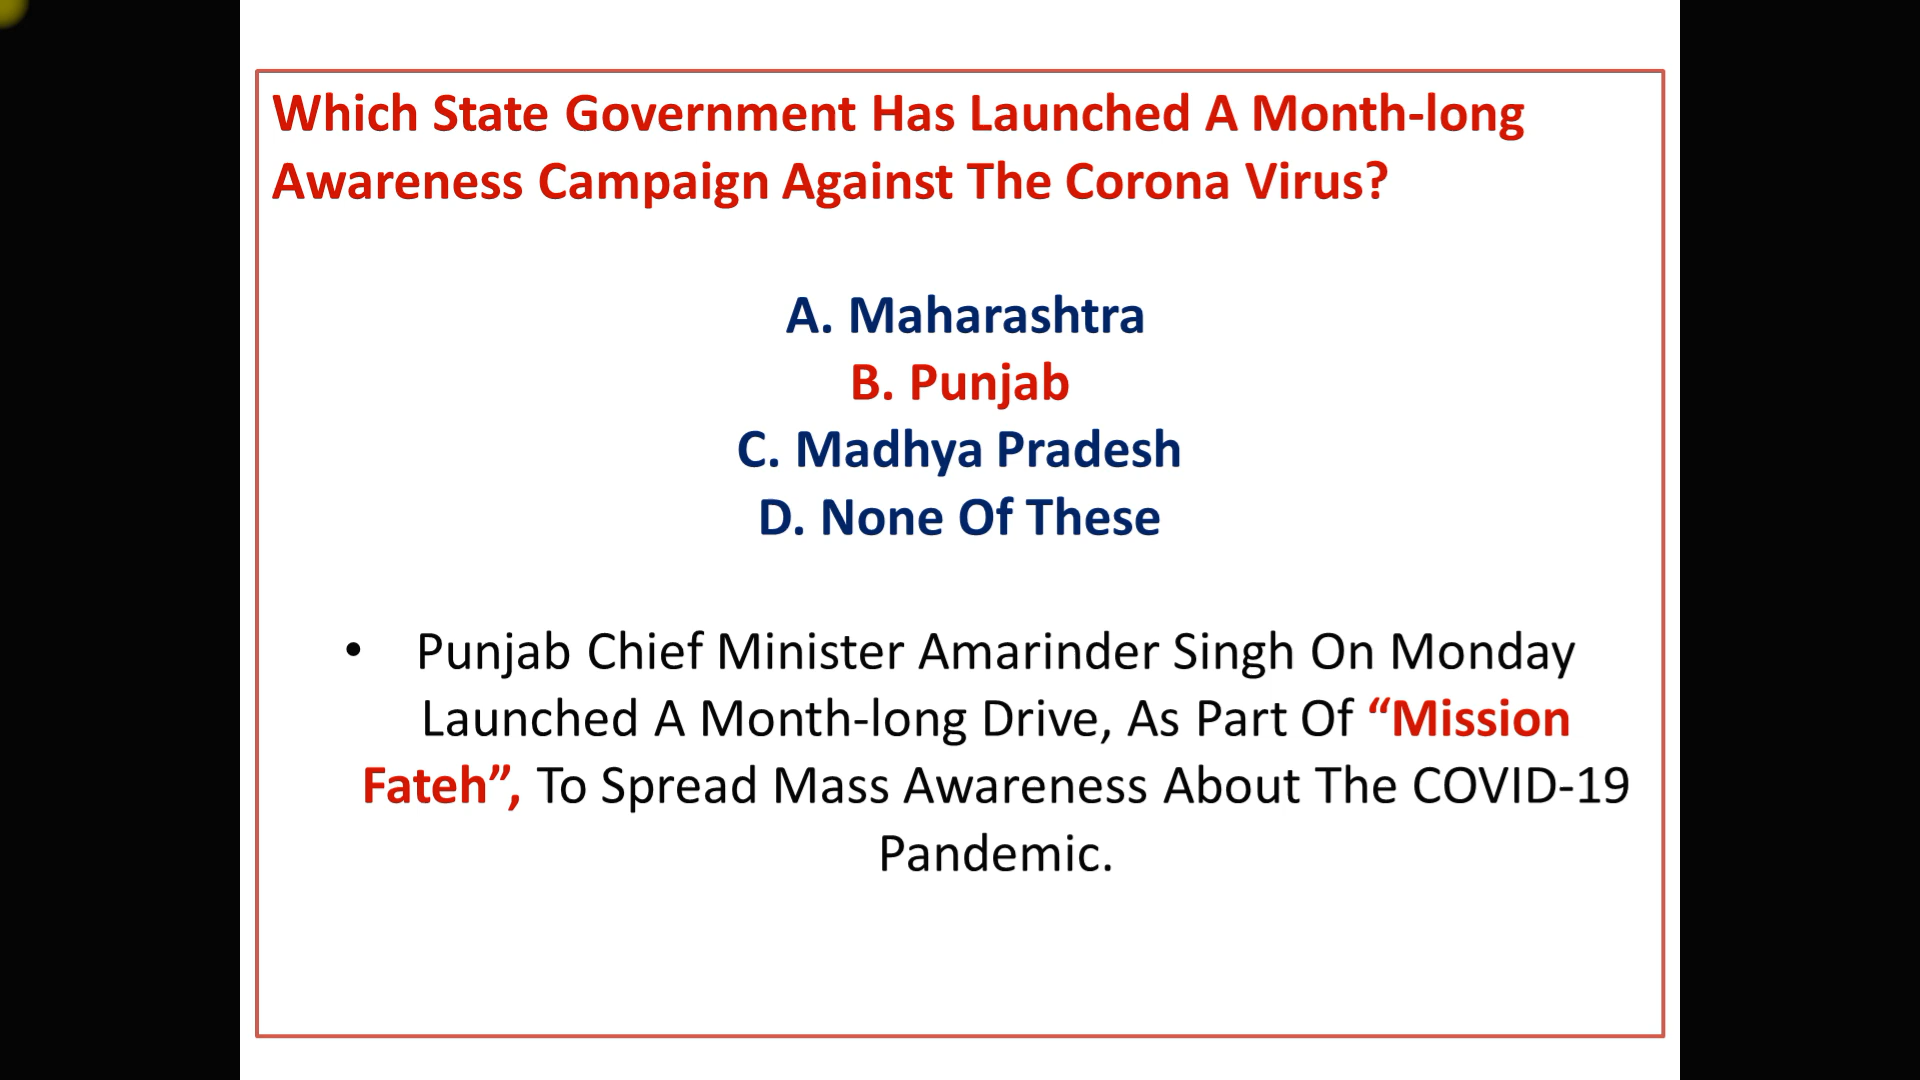 Which State Government Has Launched A Month-long
Awareness Campaign Against The Corona Virus?
A. Maharashtra
B. Punjab
C. Madhya Pradesh
D. None Of These
• Punjab Chief Minister Amarinder Singh On Monday
Launched A Month-long Drive, As Part Of “Mission
Fateh”, To Spread Mass Awareness About The COVID-19
Pandemic.